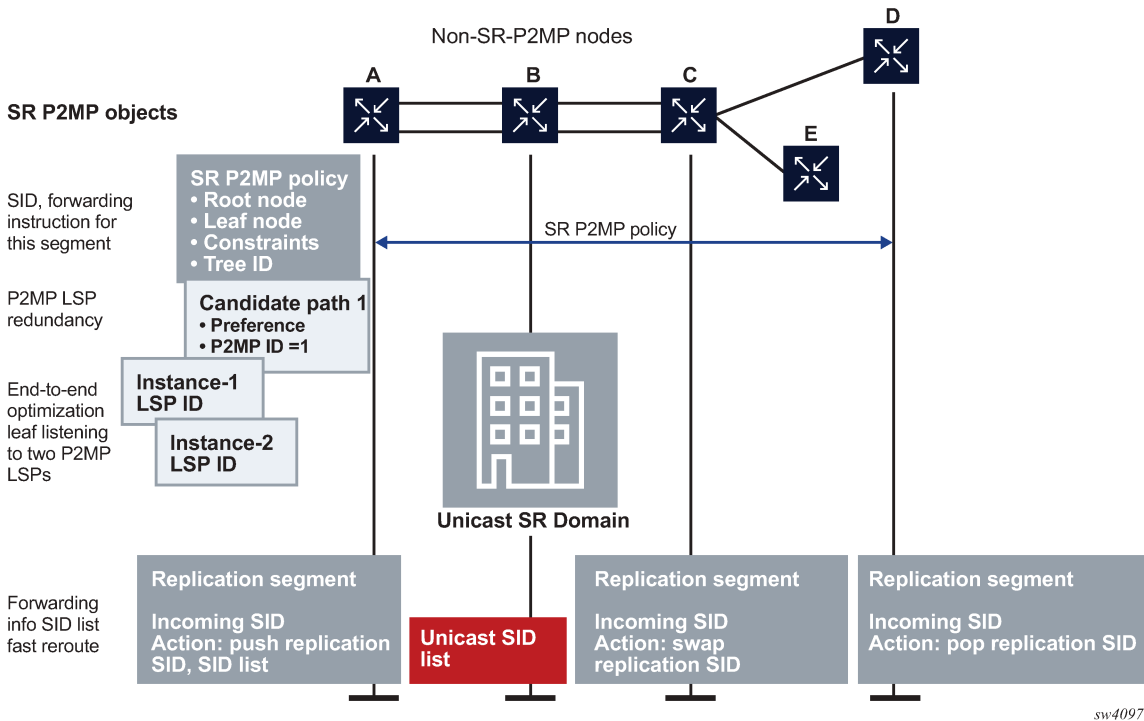 Non-SR-P2MP nodes
D
A
B
C
SR P2MP objects
E
SR P2MP policy
• Root node
• Leaf node
• Constraints
• Tree ID
SID, forwarding
instruction for
this segment
SR P2MP policy
P2MP LSP
redundancy
Candidate path 1
• Preference
• P2MP ID =1
End-to-end
optimization
leaf listening
to two P2MP
LSPs
Instance-1
LSP ID
Instance-2
LSP ID
Unicast SR Domain
Forwarding
info SID list
fast reroute
Replication segment
Incoming SID
Action: push replication
SID, SID list
Unicast SID
list
Replication segment
Incoming SID
Action: swap
replication SID
Replication segment
Incoming SID
Action: pop replication SID
sw4097